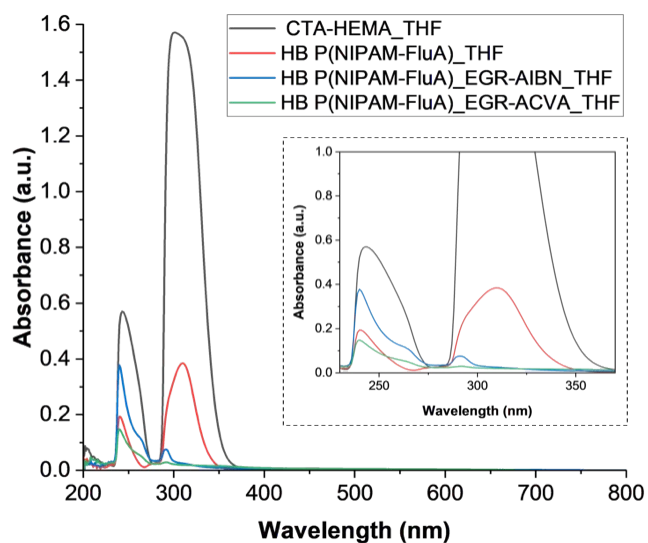 CTA-HEMA_THF
HB P(NIPAM-FluA)_THF
HB P(NIPAM-FluA)_EGR-AIBN_THF
HB P(NIPAM-FluA)_EGR-ACVA_THF
Absorbance (a.u.)
1.6
1.4
1.2
1.0
0.8
0.6
0.4
0.2
0.0
200 300 400 500 600 700 800
Wavelength (nm)
Absorbance (a.u.)
1.0
0.8
0.6
0.4
0.2
0.0
250 300 350
Wavelength (nm)